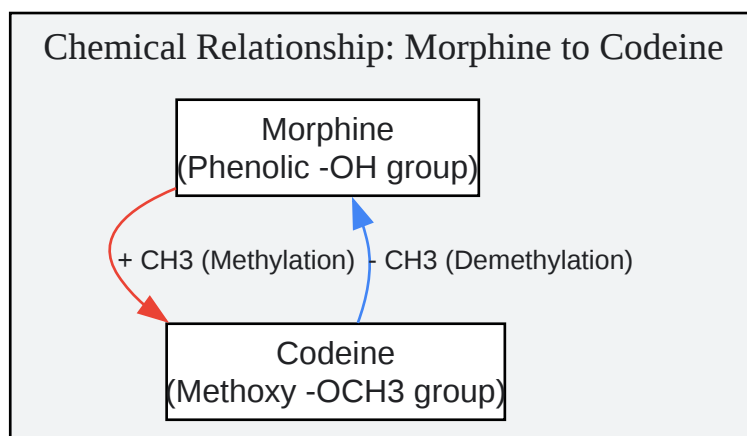 Chemical Relationship: Morphine to Codeine
Morphine
(Phenolic -OH group)
+ CH3 (Methylation)
- CH3 (Demethylation)
Codeine
(Methoxy -OCH3 group)